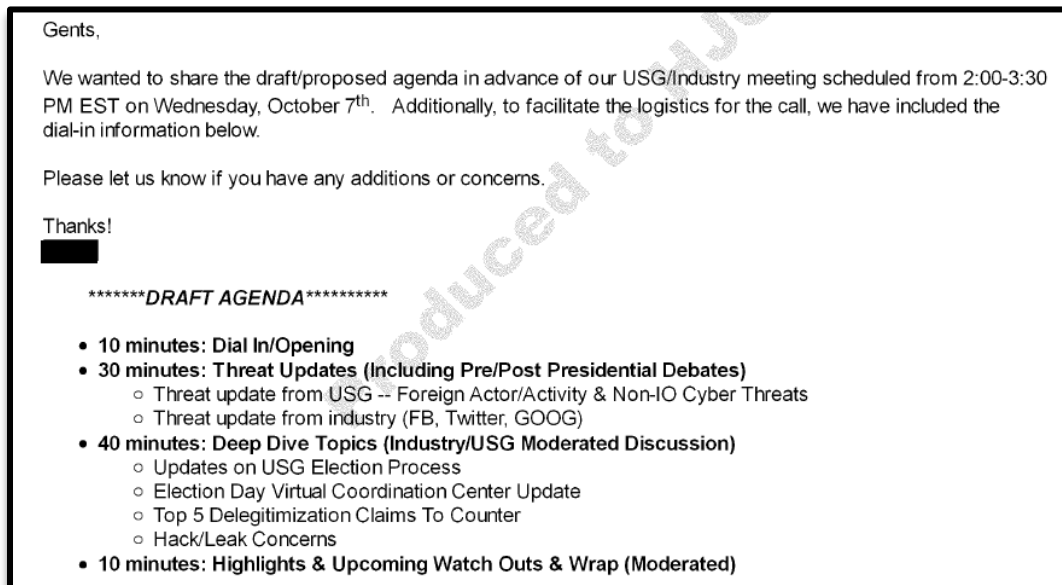 Gents,
We wanted to share the draft/proposed agenda in advance of our USG/Industry meeting scheduled from 2:00-3:30
PM EST on Wednesday, October 7th. Additionally, to facilitate the logistics for the call, we have included the
dial-in information below.
Please let us know if you have any additions or concerns.
Thanks!
*******DRAFT AGENDA**********
• 10 minutes: Dial In/Opening
• 30 minutes: Threat Updates (Including Pre/Post Presidential Debates)
○ Threat update from USG -- Foreign Actor/Activity & Non-IO Cyber Threats
○ Threat update from industry (FB, Twitter, GOOG)
• 40 minutes: Deep Dive Topics (Industry/USG Moderated Discussion)
○ Updates on USG Election Process
○ Election Day Virtual Coordination Center Update
○ Top 5 Delegitimization Claims To Counter
○ Hack/Leak Concerns
• 10 minutes: Highlights & Upcoming Watch Outs & Wrap (Moderated)
Produced to